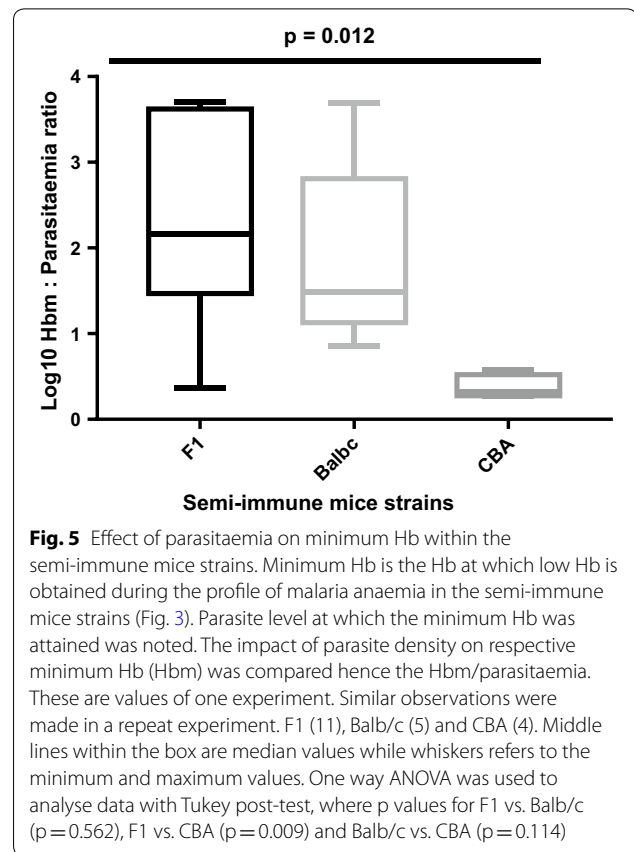 p = 0.012
Log10 Hbm : Parasitaemia ratio
4
3
2
1
0
F1
Balbc
CBA
Semi-immune mice strains
Fig. 5 Effect of parasitaemia on minimum Hb within the
semi-immune mice strains. Minimum Hb is the Hb at which low Hb is
obtained during the profile of malaria anaemia in the semi-immune
mice strains (Fig. 3). Parasite level at which the minimum Hb was
attained was noted. The impact of parasite density on respective
minimum Hb (Hbm) was compared hence the Hbm/parasitaemia.
These are values of one experiment. Similar observations were
made in a repeat experiment. F1 (11), Balb/c (5) and CBA (4). Middle
lines within the box are median values while whiskers refers to the
minimum and maximum values. One way ANOVA was used to
analyse data with Tukey post-test, where p values for F1 vs. Balb/c
(p = 0.562), F1 vs. CBA (p = 0.009) and Balb/c vs. CBA (p = 0.114)